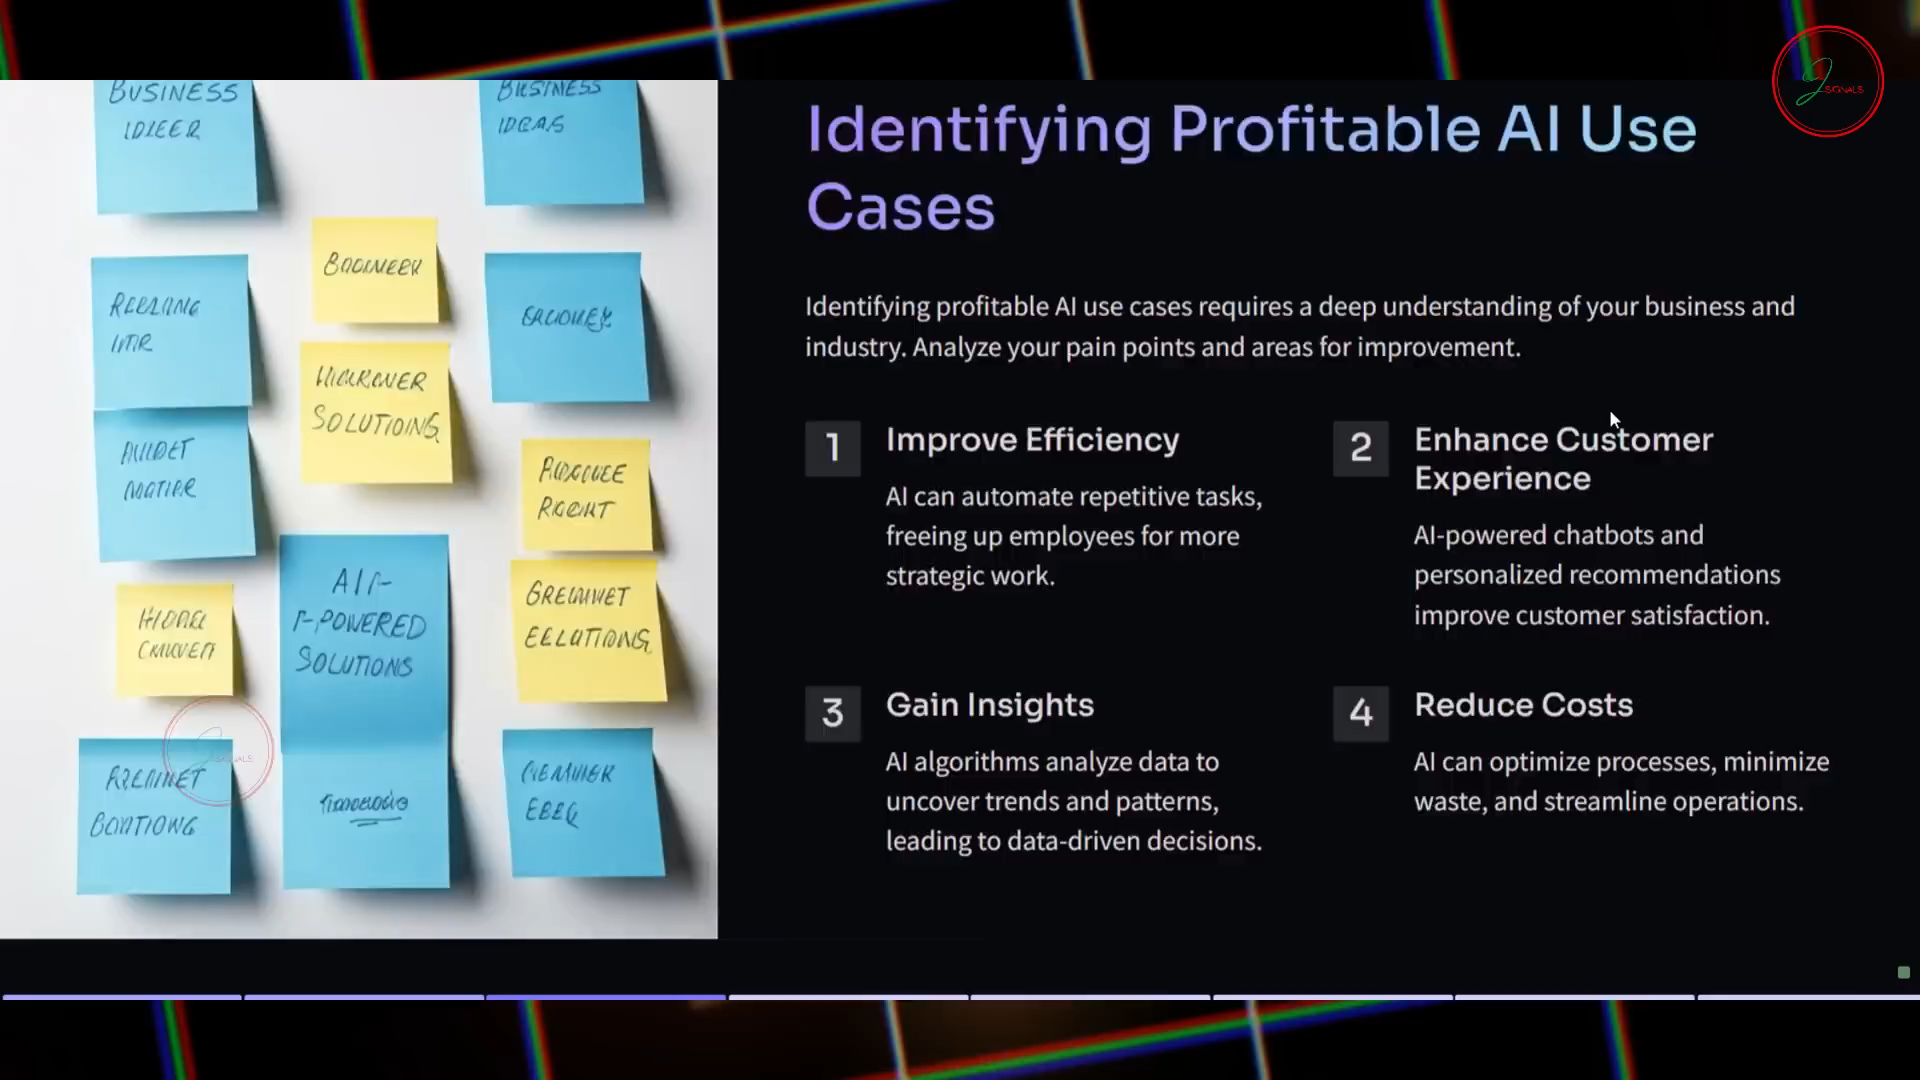 BUSINESS
IDEER
BUSINESS
IDEAS
SOLUTIONS
POWERED
SOLUTIONS
Identifying Profitable AI Use
Cases
Identifying profitable AI use cases requires a deep understanding of your business and
industry. Analyze your pain points and areas for improvement.
1
Improve Efficiency
AI can automate repetitive tasks,
freeing up employees for more
strategic work.
2
Enhance Customer
Experience
AI-powered chatbots and
personalized recommendations
improve customer satisfaction.
3
Gain Insights
AI algorithms analyze data to
uncover trends and patterns,
leading to data-driven decisions.
4
Reduce Costs
AI can optimize processes, minimize
waste, and streamline operations.
J SIGNALS